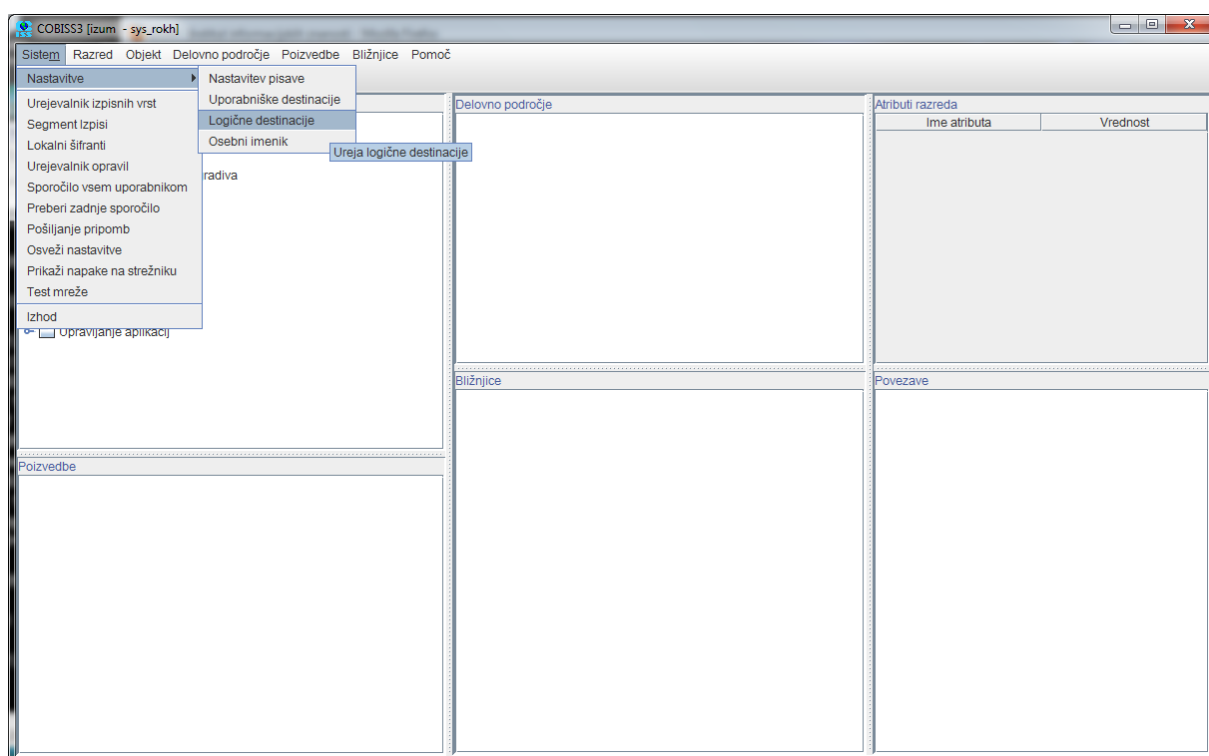 COBISS3 [izum - sys_rokh]
Sistem Razred Objekt Delovno področje Poizvedbe Bližnjice Pomoč
Nastavitve
Urejevalnik izpisnih vrst
Segment Izpisi
Lokalni šifranti
Urejevalnik opravil
Sporočilo vsem uporabnikom
Preberi zadnje sporočilo
Pošiljanje pripomb
Osveži nastavitve
Prikaži napake na strežniku
Test mreže
Izhod
Nastavitev pisave
Uporabniške destinacije
Logične destinacije
Osebni imenik
Ureja logične destinacije
radiva
Upravljanje aplikacij
Poizvedbe
Delovno področje
Bližnjice
Atributi razreda
Ime atributa Vrednost
Povezave